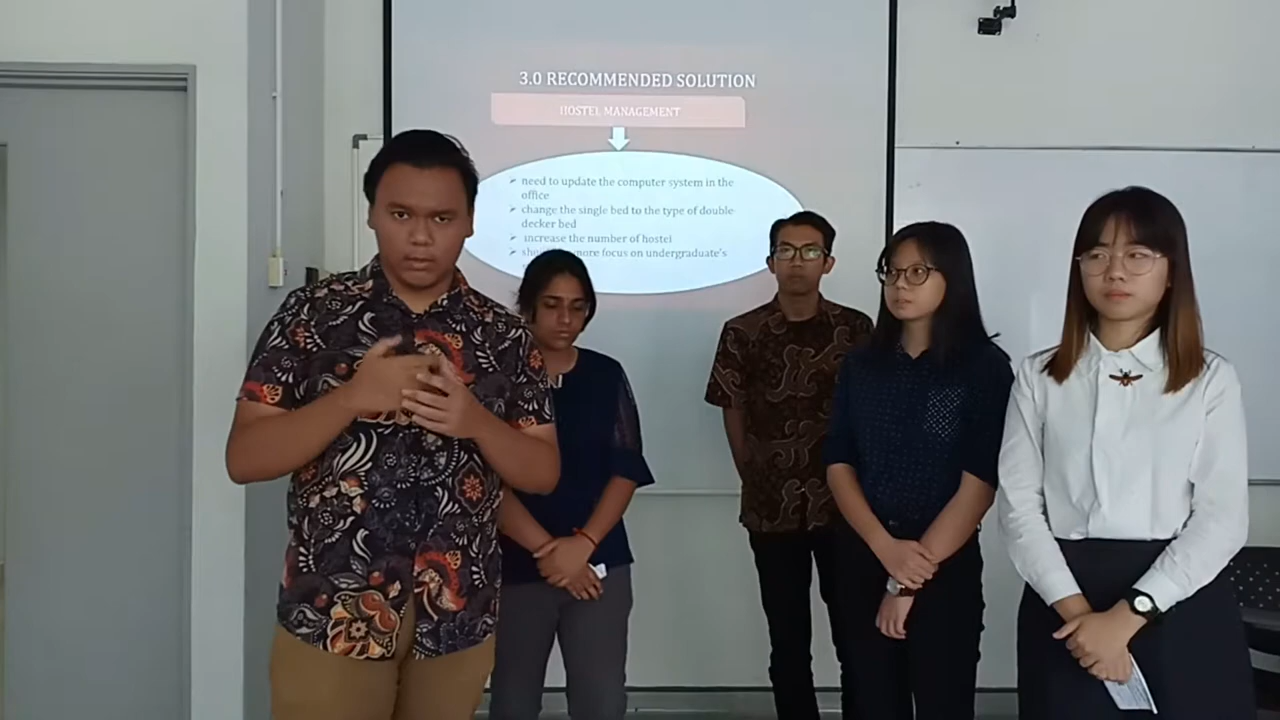 3.0 RECOMMENDED SOLUTION
HOSTEL MANAGEMENT
➢ need to update the computer system in the
office
➢ change the single bed to the type of double-
decker bed
➢ increase the number of hostel
➢ more focus on undergraduate's